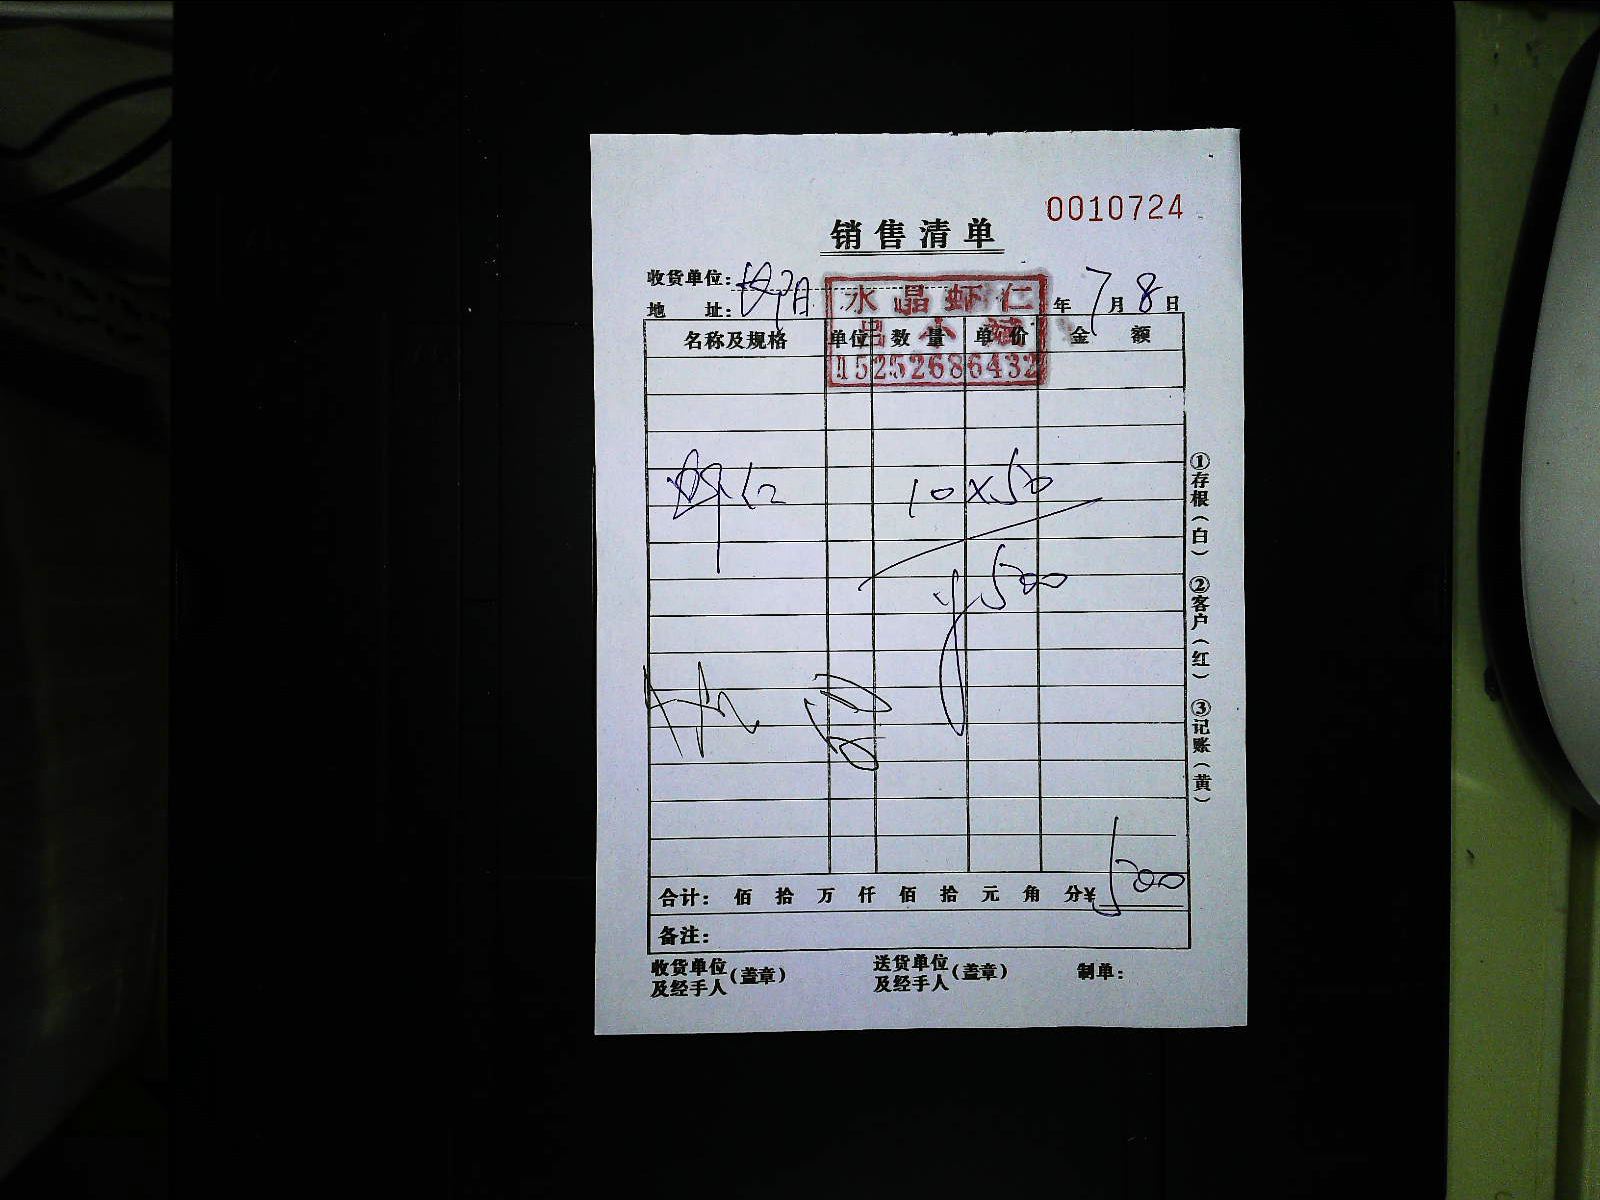 0010724
销售清单
收货单位:
地 址: 年 7 月 8 日
水晶虾仁
15252686432
名称及规格 单位 数量 单价 金额
虾仁 10×50
¥500
合计: 佰 拾 万 仟 佰 拾 元 角 分¥ 500
备注:
收货单位及经手人(盖章) 送货单位及经手人(盖章) 制单:
①存根(白) ②客户(红) ③记账(黄)